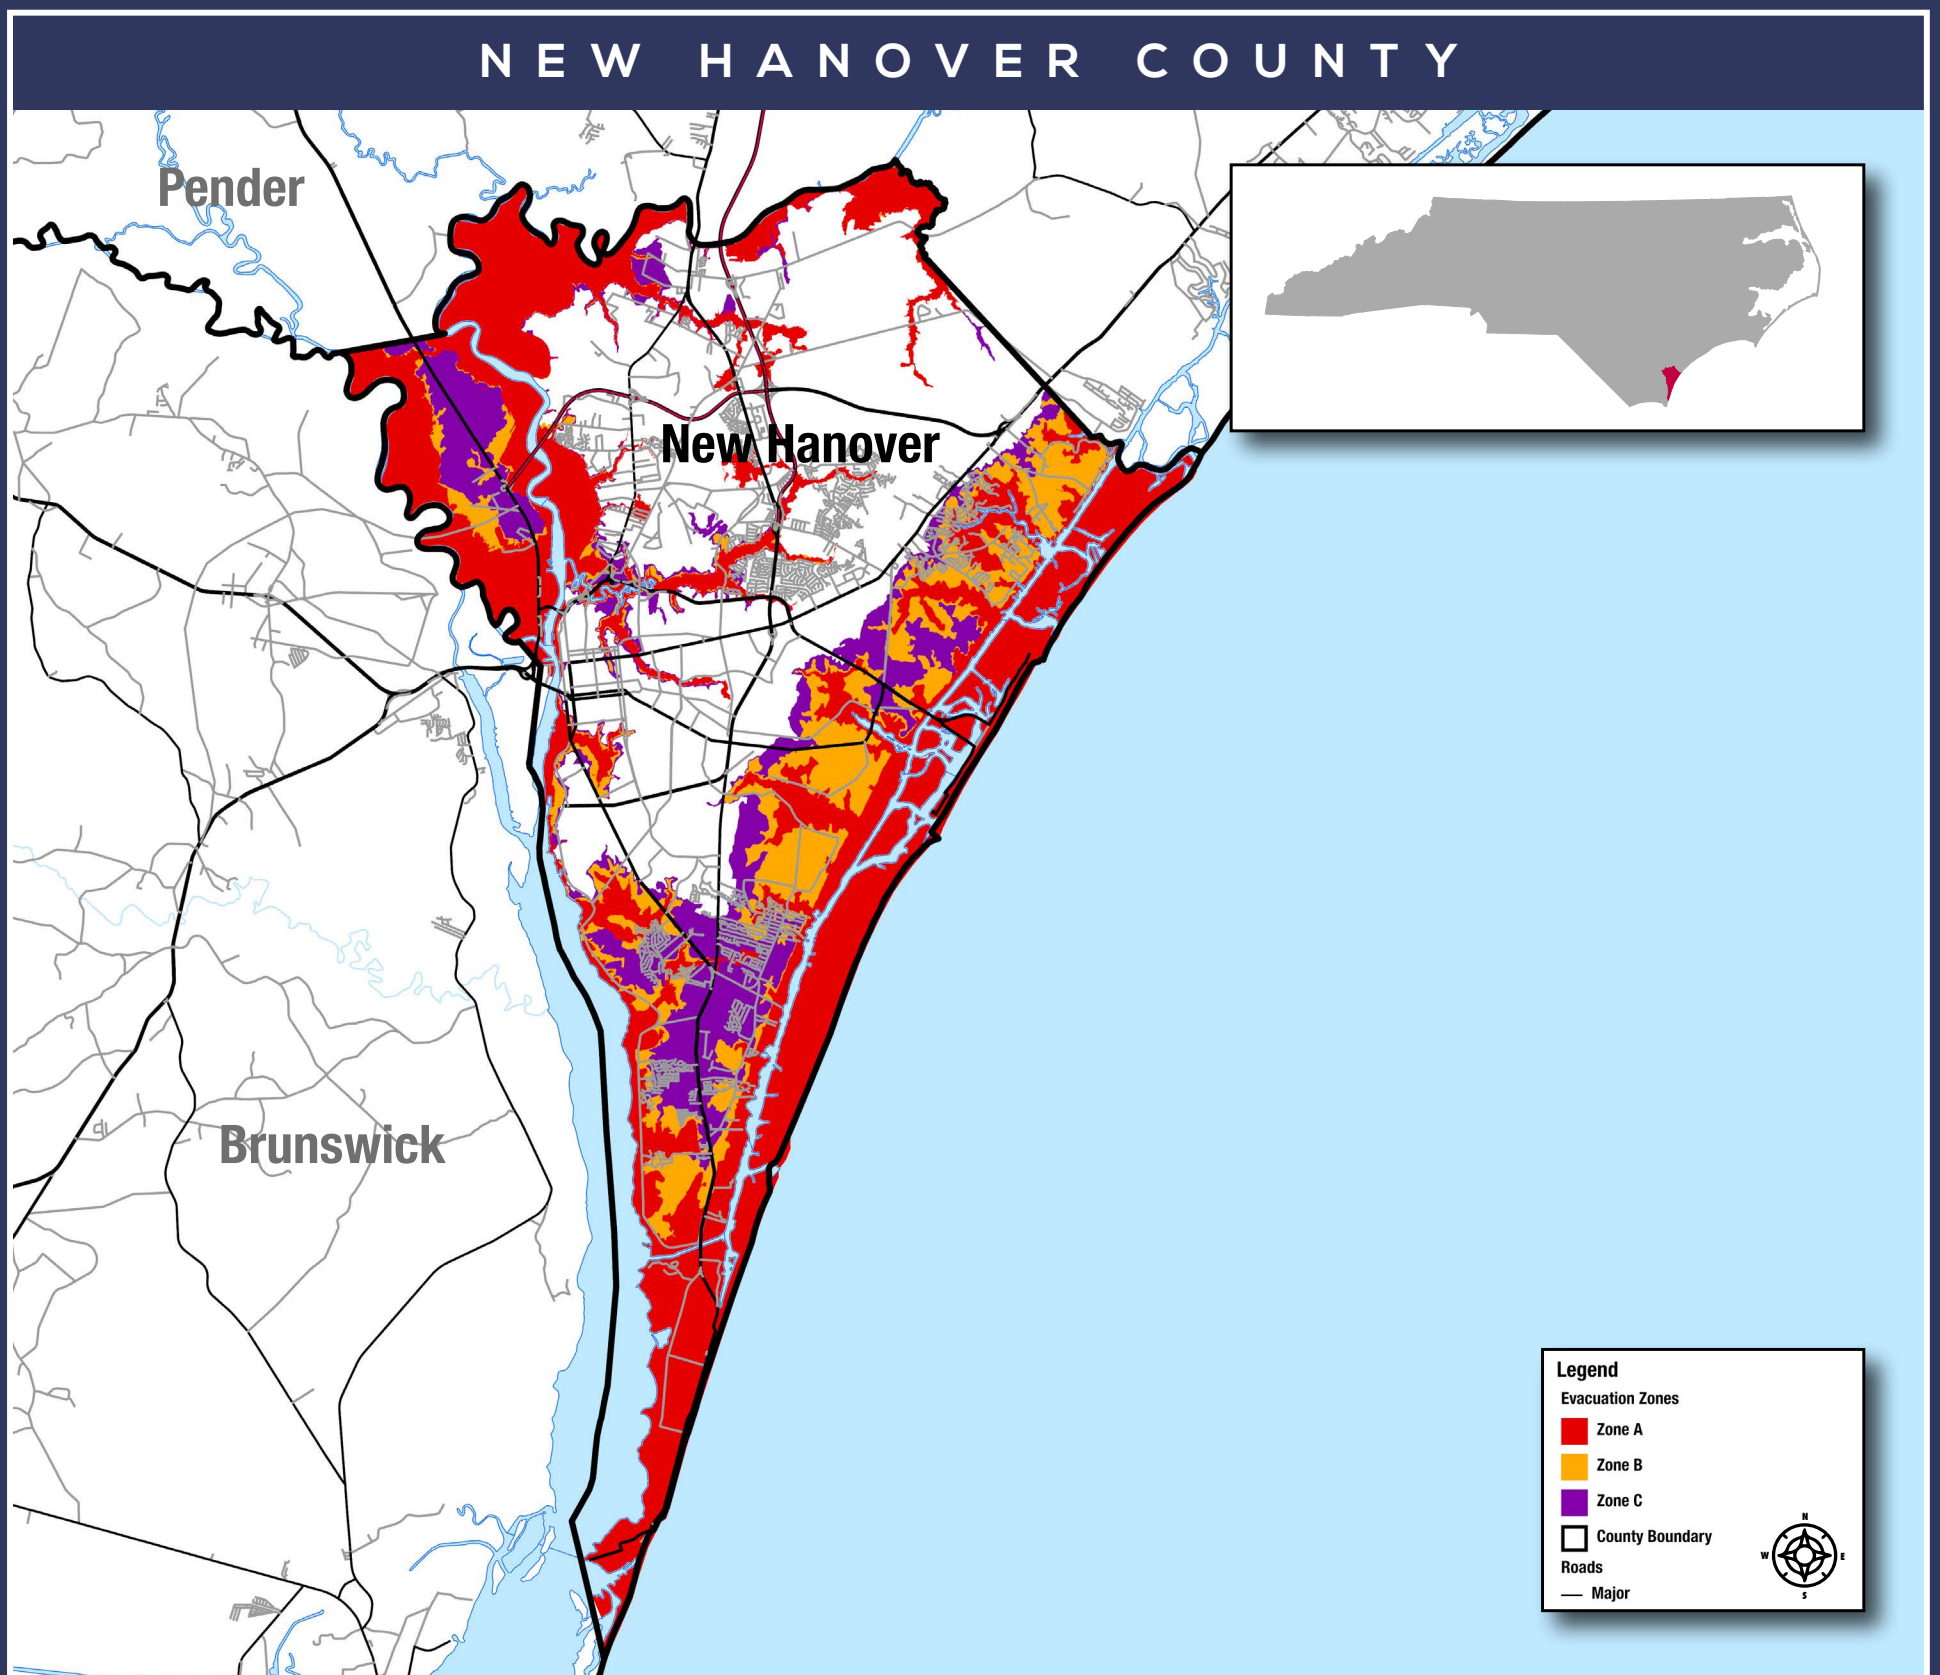 NEW HANOVER COUNTY
Pender
New Hanover
Brunswick
Legend
Evacuation Zones
Zone A
Zone B
Zone C
County Boundary
Roads
Major
N
W E
S